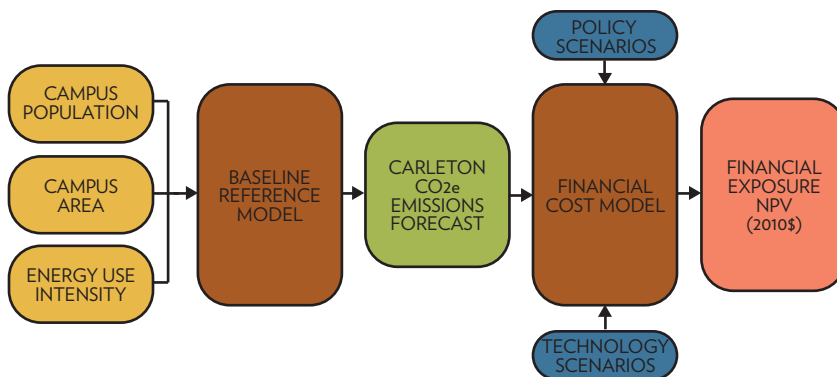 POLICY
SCENARIOS
CAMPUS
POPULATION
CAMPUS
AREA
ENERGY USE
INTENSITY
BASELINE
REFERENCE
MODEL
CARLETON
CO2e
EMISSIONS
FORECAST
FINANCIAL
COST MODEL
FINANCIAL
EXPOSURE
NPV
(2010$)
TECHNOLOGY
SCENARIOS